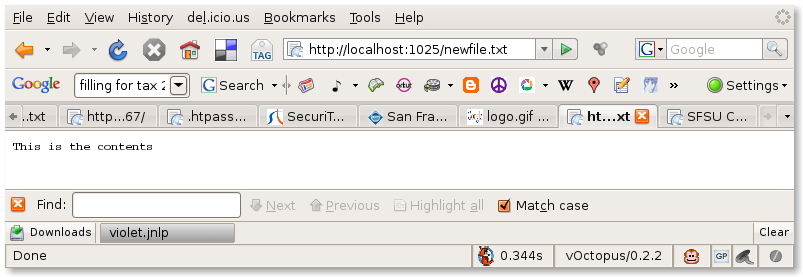 File Edit View History del.icio.us Bookmarks Tools Help
TAG http://localhost:1025/newfile.txt G Google
Google filling for tax 2 G Search orkut W » Settings
..txt http...67/ .htpass... SecuriT... San Fra... logo.gif ... ht...xt SFSU C...
This is the contents
Find: Next Previous Highlight all Match case
Downloads violet.jnlp Clear
Done 0.344s vOctopus/0.2.2 GP